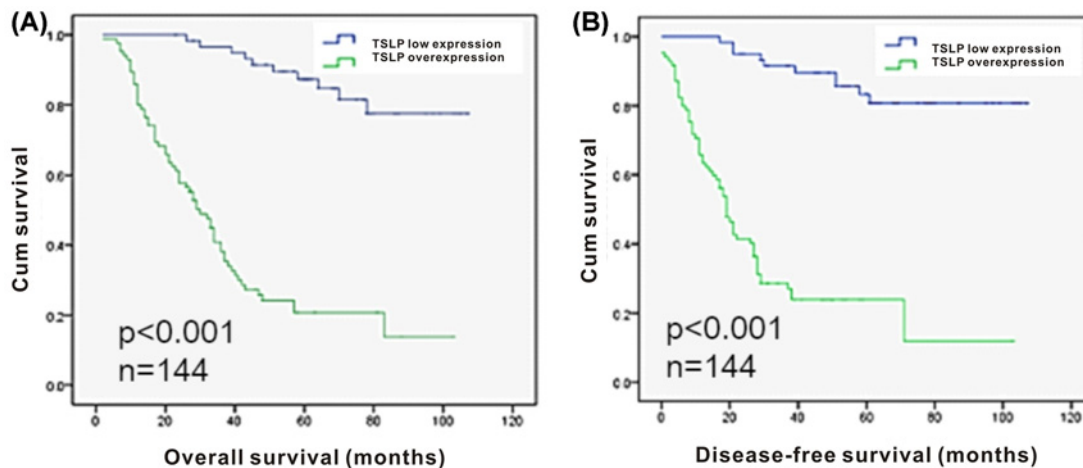 (A)
TSLP low expression
TSLP overexpression
Cum survival
1.0
0.8
0.6
0.4
0.2
0.0
p<0.001
n=144
0 20 40 60 80 100 120
Overall survival (months)
(B)
TSLP low expression
TSLP overexpression
Cum survival
1.0
0.8
0.6
0.4
0.2
0.0
p<0.001
n=144
0 20 40 60 80 100 120
Disease-free survival (months)